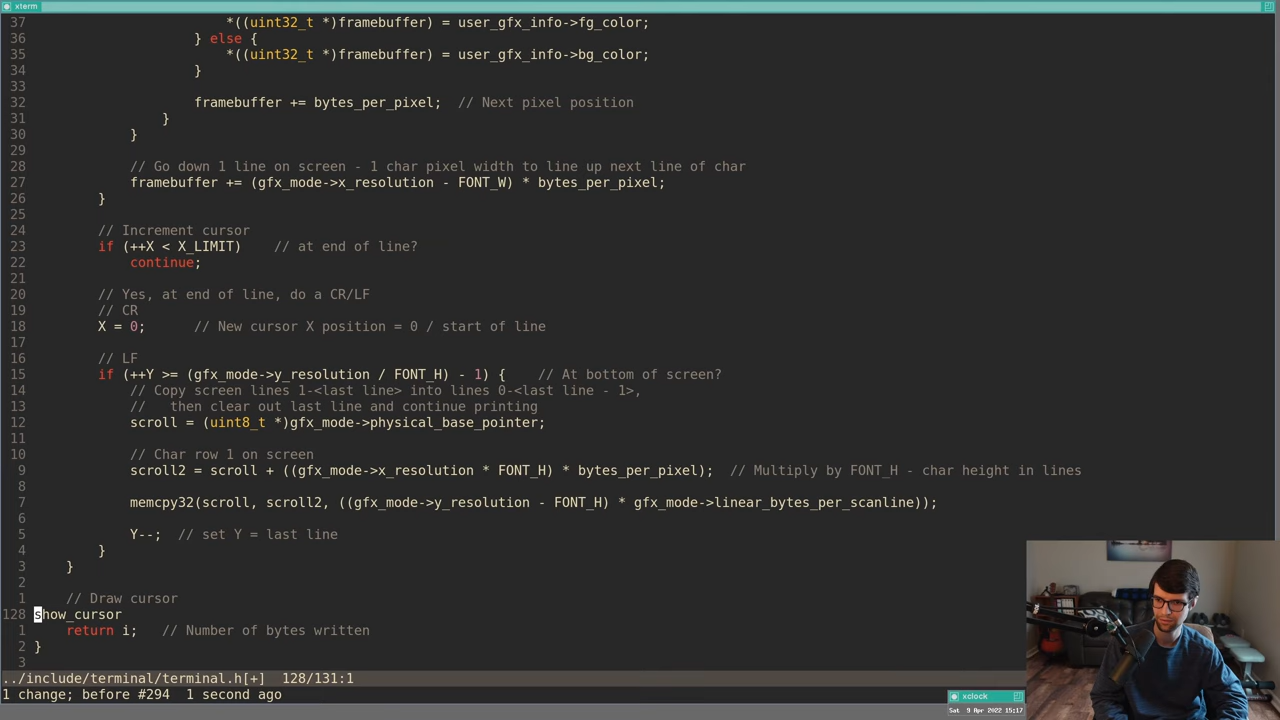 xterm
37 *((uint32_t *)framebuffer) = user_gfx_info->fg_color;
36 } else {
35 *((uint32_t *)framebuffer) = user_gfx_info->bg_color;
34 }
33
32 framebuffer += bytes_per_pixel;  // Next pixel position
31 }
30 }
29
28 // Go down 1 line on screen - 1 char pixel width to line up next line of char
27 framebuffer += (gfx_mode->x_resolution - FONT_W) * bytes_per_pixel;
26 }
25
24 // Increment cursor
23 if (++X < X_LIMIT)    // at end of line?
22 continue;
21
20 // Yes, at end of line, do a CR/LF
19 // CR
18 X = 0;      // New cursor X position = 0 / start of line
17
16 // LF
15 if (++Y >= (gfx_mode->y_resolution / FONT_H) - 1) {    // At bottom of screen?
14 // Copy screen lines 1-<last line> into lines 0-<last line - 1>,
13 //   then clear out last line and continue printing
12 scroll = (uint8_t *)gfx_mode->physical_base_pointer;
11
10 // Char row 1 on screen
9 scroll2 = scroll + ((gfx_mode->x_resolution * FONT_H) * bytes_per_pixel);  // Multiply by FONT_H - char height in lines
8
7 memcpy32(scroll, scroll2, ((gfx_mode->y_resolution - FONT_H) * gfx_mode->linear_bytes_per_scanline));
6
5 Y--;  // set Y = last line
4 }
3 }
2
1 // Draw cursor
128 show_cursor
1 return i;   // Number of bytes written
2 }
3
../include/terminal/terminal.h[+]  128/131:1
1 change; before #294  1 second ago
xclock
Sat  9 Apr 2022 15:17